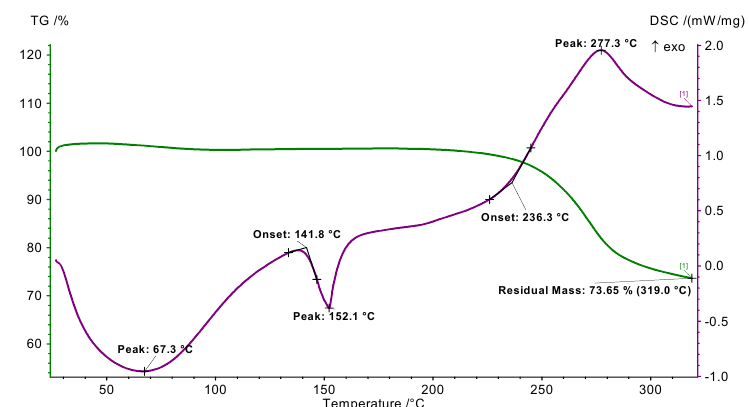 TG /%
DSC /(mW/mg)
Peak: 277.3 °C
↑ exo
2.0
120
[1]
110
1.5
100
1.0
90
Onset: 236.3 °C
0.5
Onset: 141.8 °C
80
[1]
0.0
Residual Mass: 73.65 % (319.0 °C)
70
Peak: 152.1 °C
-0.5
60
Peak: 67.3 °C
-1.0
50
100
150
200
250
300
Temperature /°C